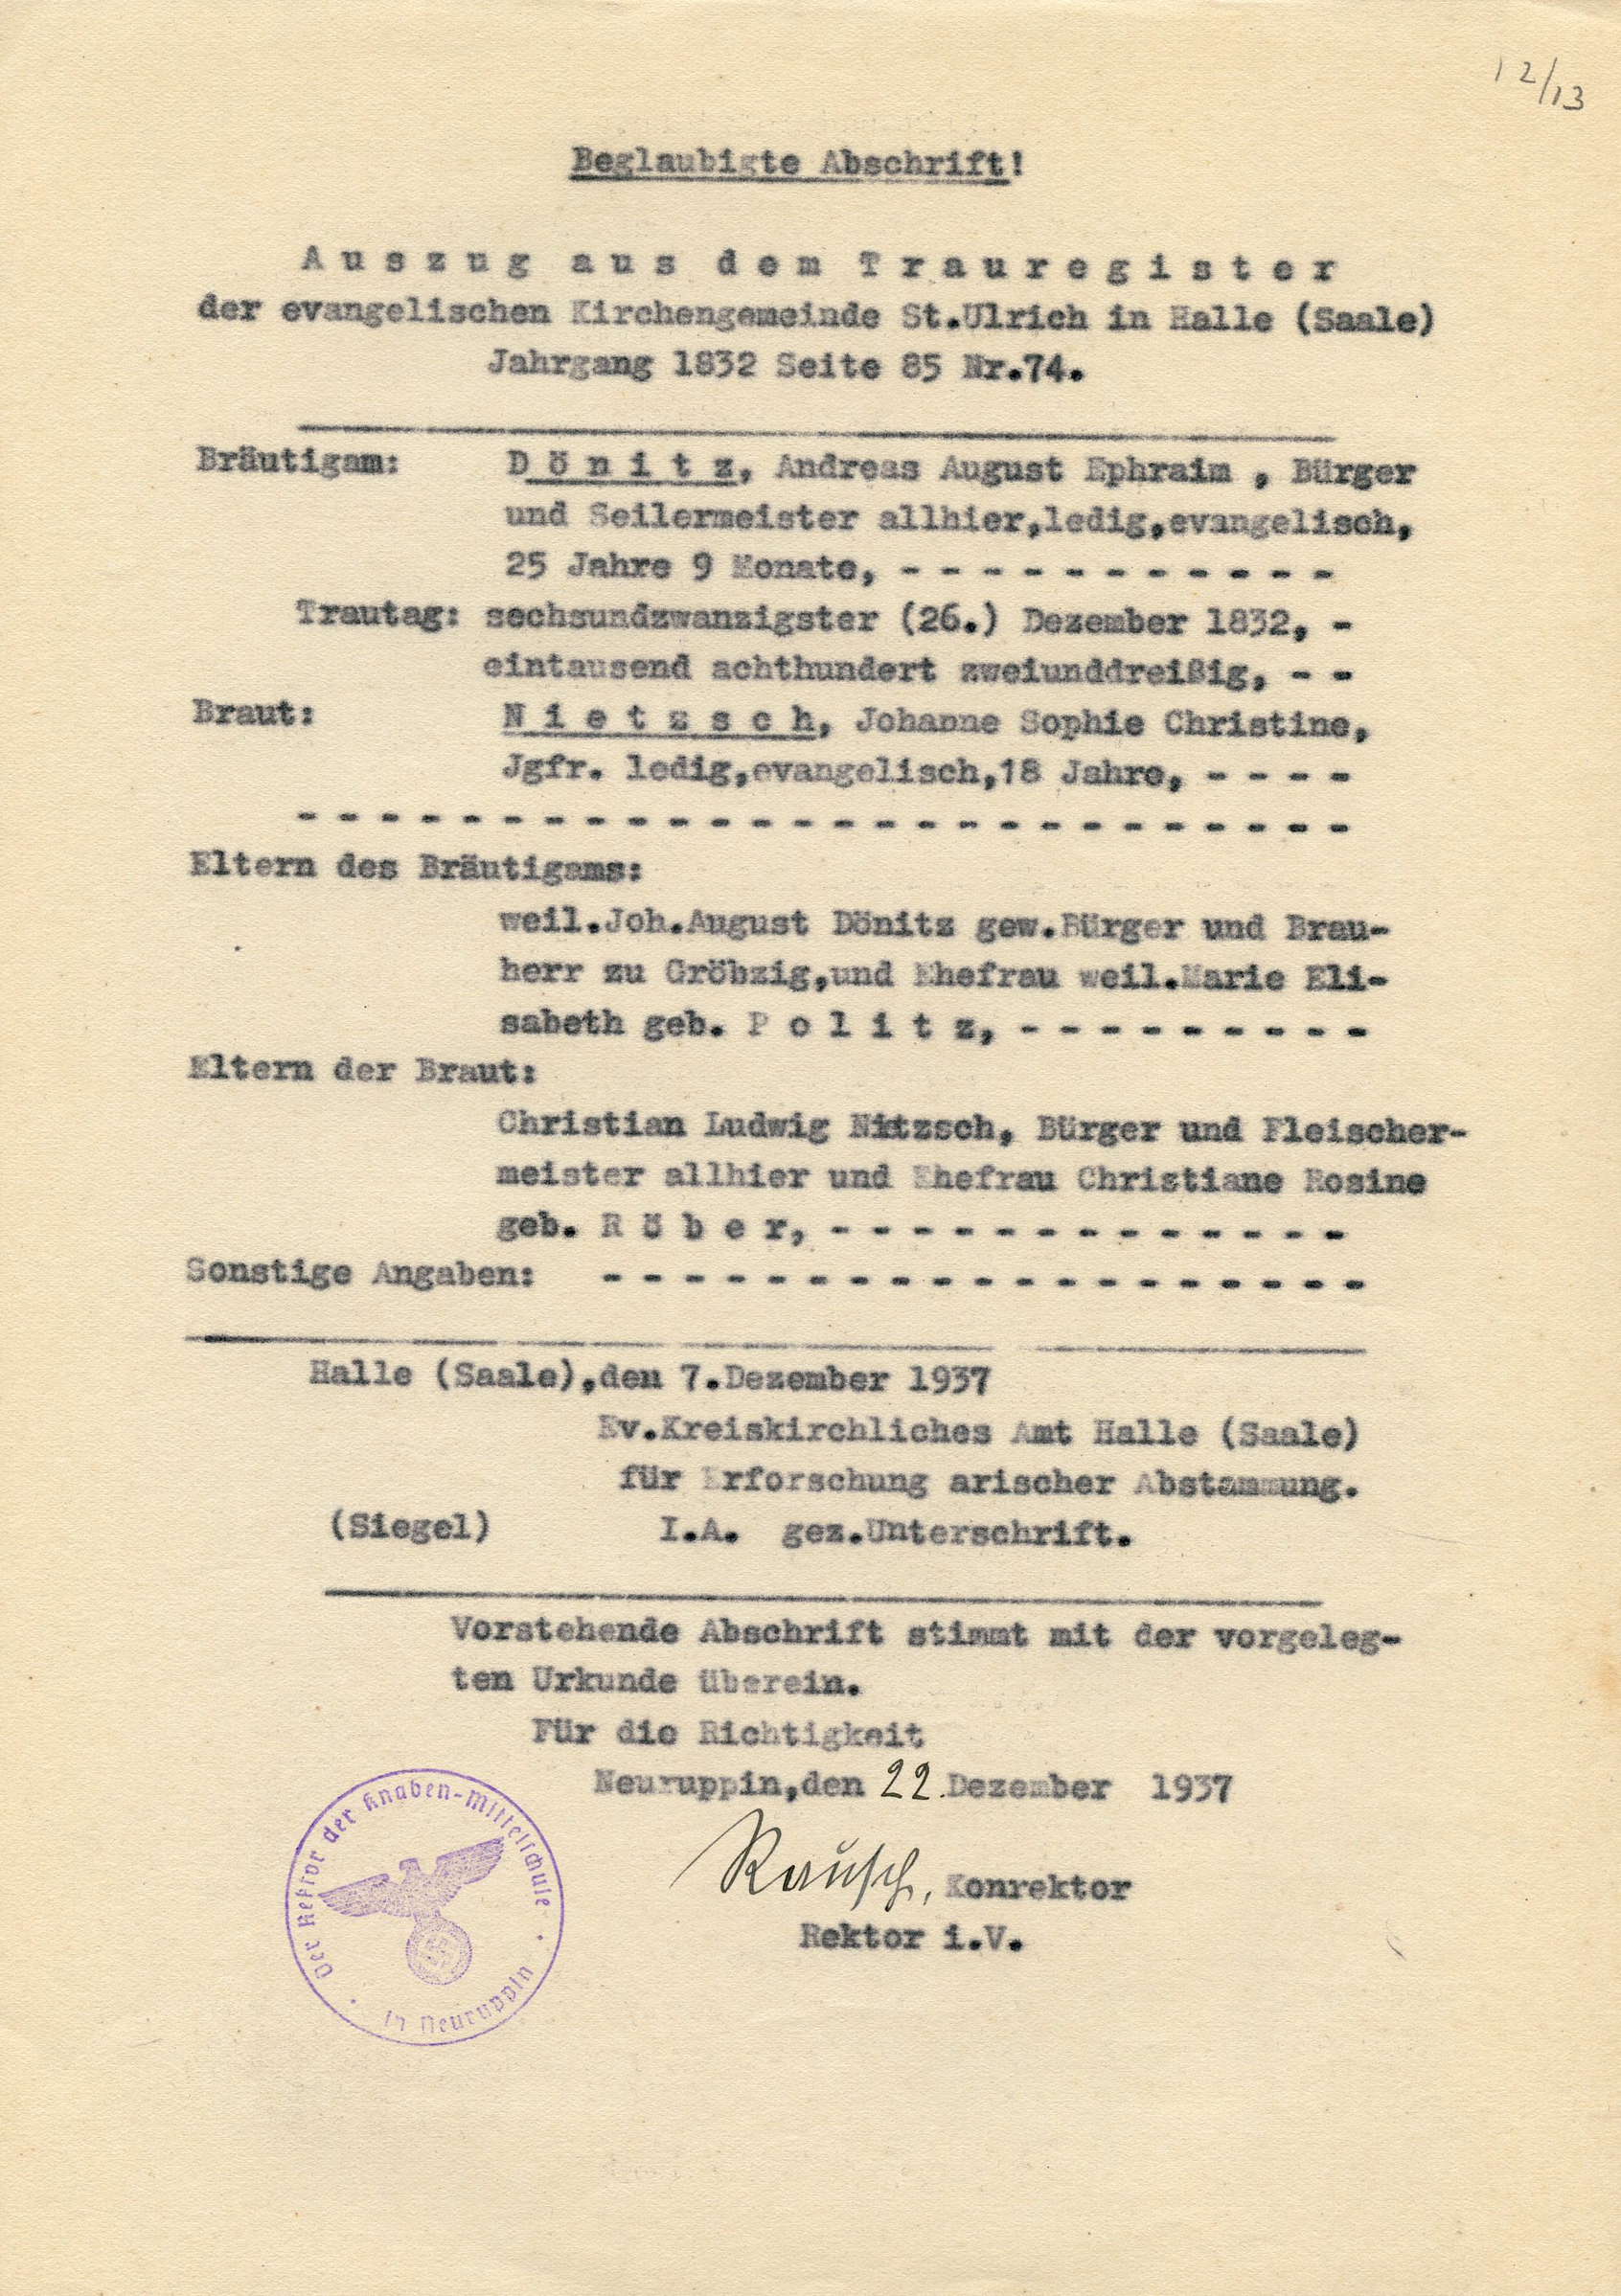 12/13
Beglaubigte Abschrift!
Auszug aus dem Trauregister
der evangelischen Kirchengemeinde St.Ulrich in Halle (Saale)
Jahrgang 1832 Seite 85 Nr.74.
Bräutigam: Dönitz, Andreas August Ephraim , Bürger
und Seilermeister allhier,ledig,evangelisch,
25 Jahre 9 Monate, - - - - - - - - - - -
Trautag: sechsundzwanzigster (26.) Dezember 1832, -
eintausend achthundert zweiunddreißig, - -
Braut: Nietzsch, Johanne Sophie Christine,
Jgfr. ledig,evangelisch,18 Jahre, - - - -
- - - - - - - - - - - - - - - - - - - - - - - - - -
Eltern des Bräutigams:
weil.Joh.August Dönitz gew.Bürger und Brau-
herr zu Gröbzig,und Ehefrau weil.Marie Eli-
sabeth geb. Politz, - - - - - - - - -
Eltern der Braut:
Christian Ludwig Nitzsch, Bürger und Fleischer-
meister allhier und Ehefrau Christiane Rosine
geb. Röber, - - - - - - - - - - - - -
Sonstige Angaben: - - - - - - - - - - - - - - - - - - -
Halle (Saale),den 7.Dezember 1937
Ev.Kreiskirchliches Amt Halle (Saale)
für Erforschung arischer Abstammung.
(Siegel) I.A. gez.Unterschrift.
Vorstehende Abschrift stimmt mit der vorgeleg-
ten Urkunde überein.
Für die Richtigkeit
Neuruppin,den 22.Dezember 1937
Rausch, Konrektor
Rektor i.V.
Der Rektor der Knaben-Mittelschule
in Neuruppin